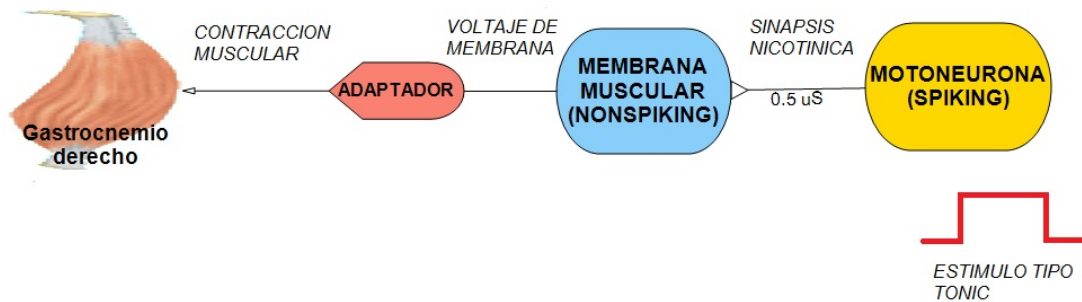 CONTRACCION
MUSCULAR
VOLTAJE DE
MEMBRANA
SINAPSIS
NICOTINICA
Gastrocnemio
derecho
ADAPTADOR
MEMBRANA
MUSCULAR
(NONSPIKING)
0.5 uS
MOTONEURONA
(SPIKING)
ESTIMULO TIPO
TONIC